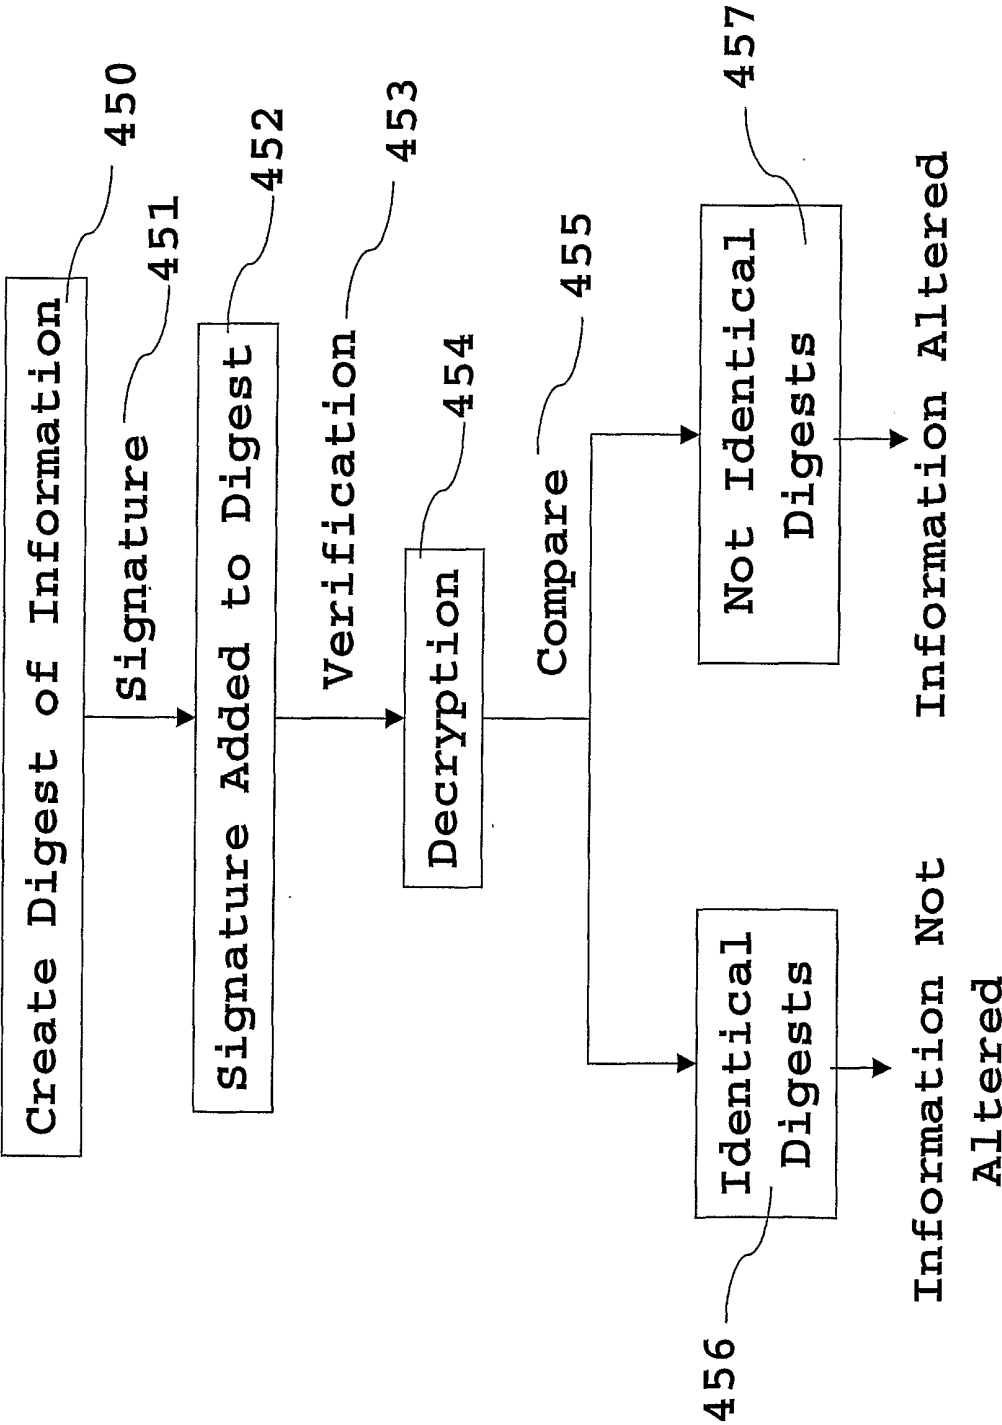 450
Create Digest of Information
Signature
451
452
Signature Added to Digest
Verification
453
Decryption
454
Compare
455
457
Identical
Digests
Not Identical
Digests
456
Information Not
Altered
Information Altered